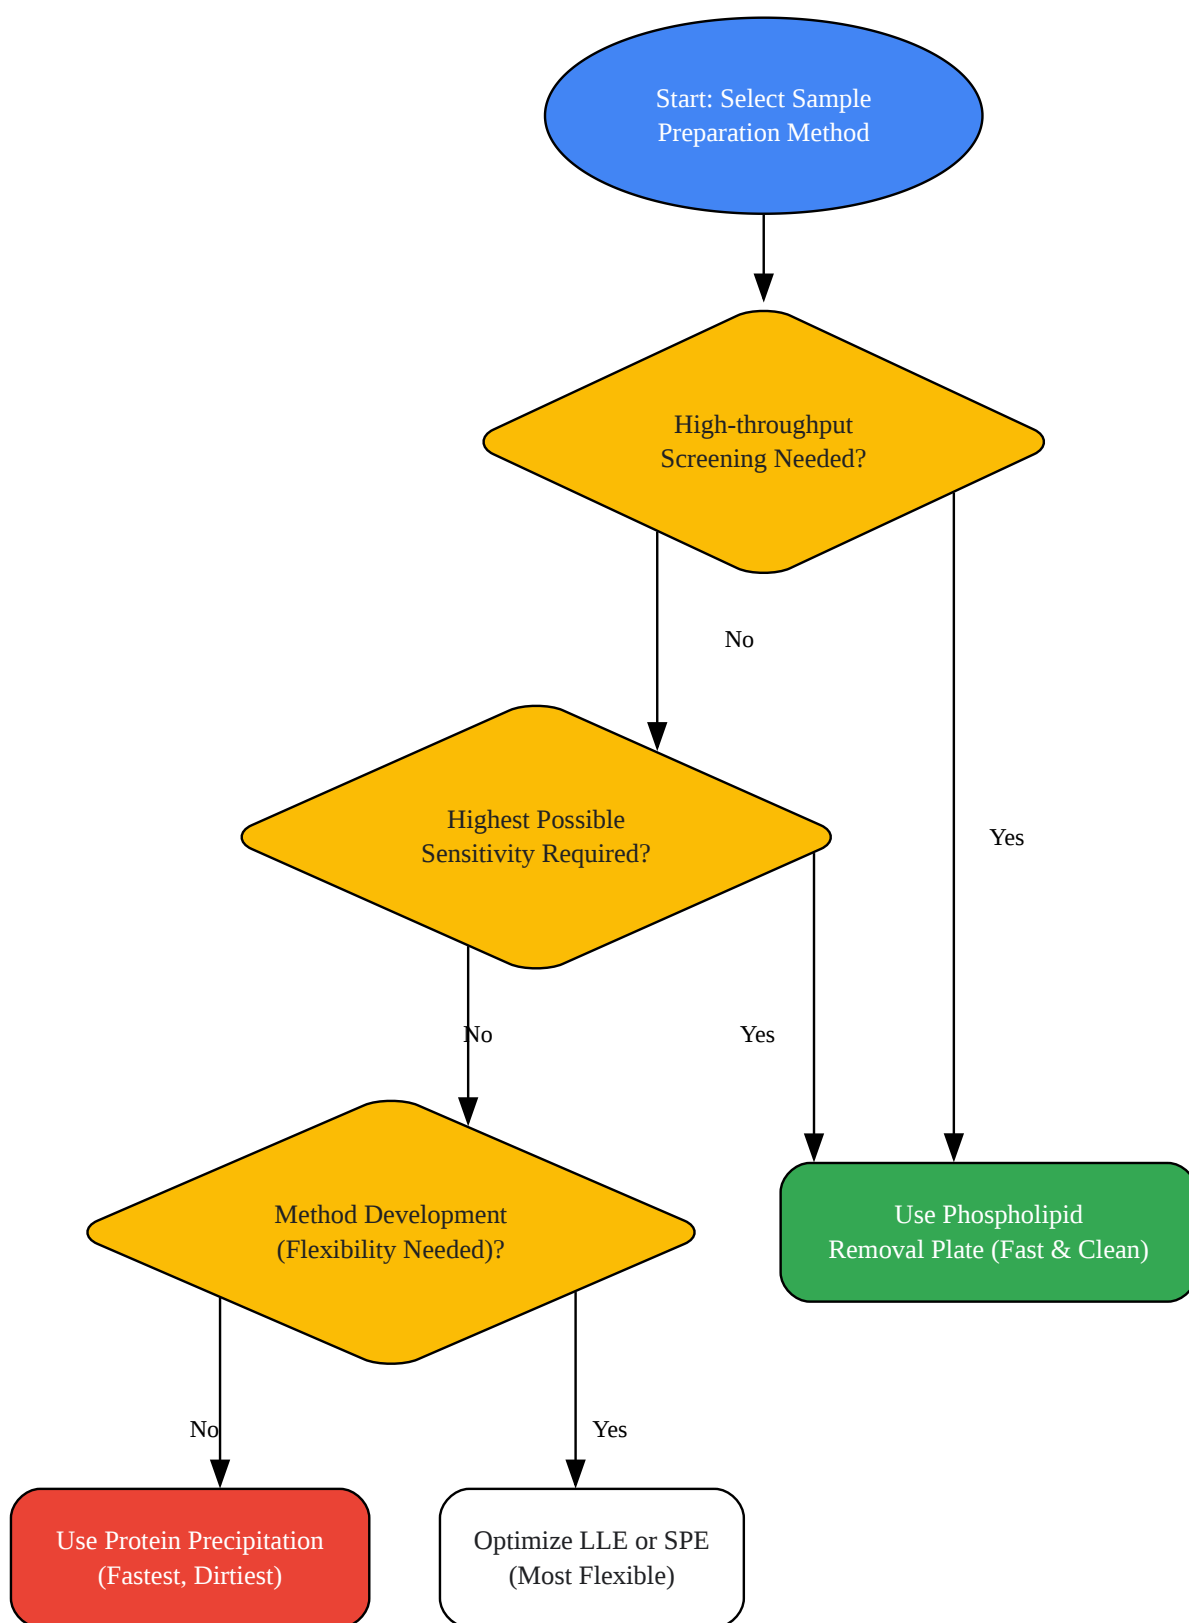 Start: Select Sample
Preparation Method
High-throughput
Screening Needed?
No
Highest Possible
Sensitivity Required?
Yes
No
Yes
Method Development
(Flexibility Needed)?
Use Phospholipid
Removal Plate (Fast & Clean)
No
Yes
Use Protein Precipitation
(Fastest, Dirtiest)
Optimize LLE or SPE
(Most Flexible)